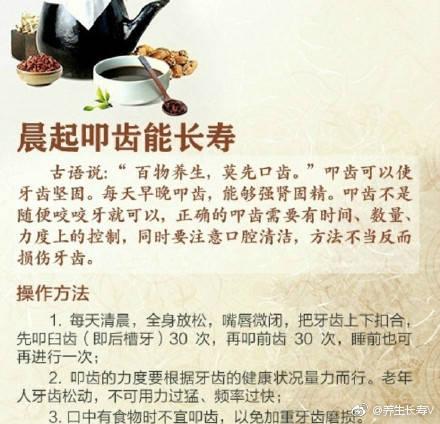 晨起叩齿能长寿
古语说:“百物养生,莫先口齿。”叩齿可以使
牙齿坚固。每天早晚叩齿,能够强肾固精。叩齿不是
随便咬咬牙就可以,正确的叩齿需要有时间、数量、
力度上的控制,同时要注意口腔清洁,方法不当反而
损伤牙齿。
操作方法
1. 每天清晨,全身放松,嘴唇微闭,把牙齿上下扣合,
先叩臼齿(即后槽牙)30 次,再叩前齿 30 次,睡前也可
再进行一次;
2. 叩齿的力度要根据牙齿的健康状况量力而行。老年
人牙齿松动,不可用力过猛、频率过快;
3. 口中有食物时不宜叩齿,以免加重牙齿磨损。
@养生长寿V